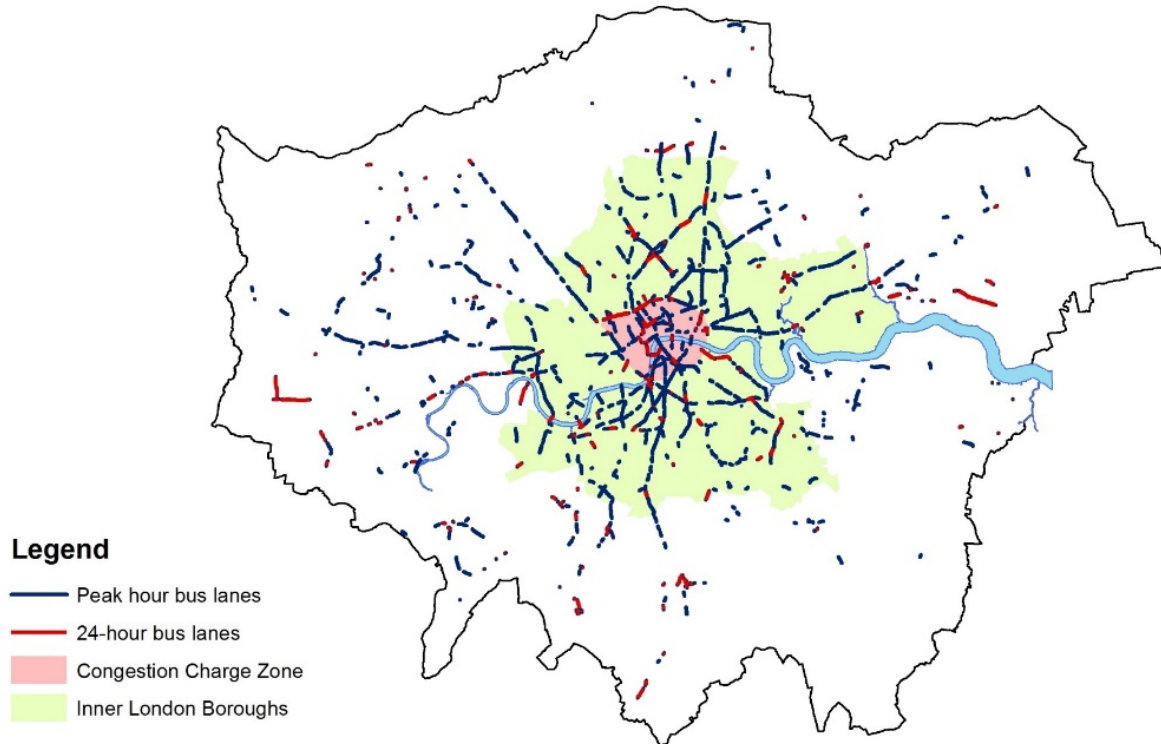 Legend
Peak hour bus lanes
24-hour bus lanes
Congestion Charge Zone
Inner London Boroughs